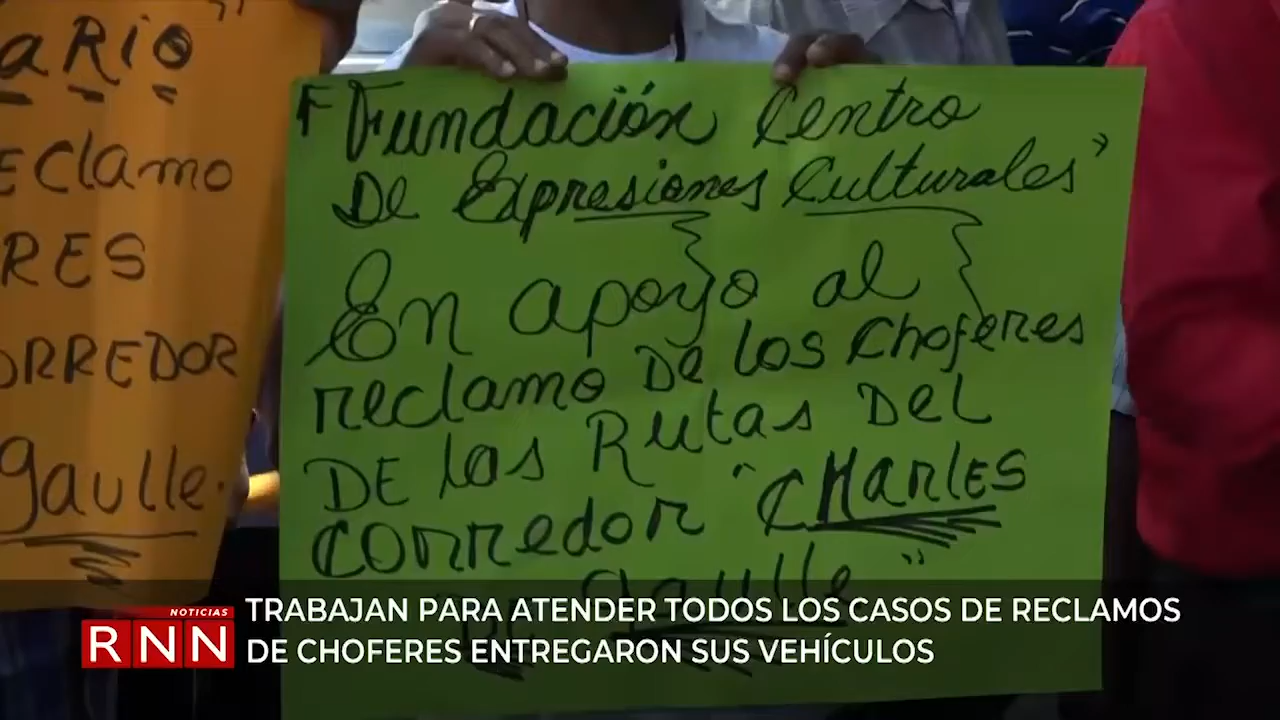 aRio
Eclamo
RES
ORREDOR
gaulle.
"Fundación Centro
De Expresiones Culturales"
En apoyo al
reclamo De los Choferes
DE las Rutas Del
Corredor "CHarlES
De gaulle"
NOTICIAS
RNN
TRABAJAN PARA ATENDER TODOS LOS CASOS DE RECLAMOS
DE CHOFERES ENTREGARON SUS VEHÍCULOS